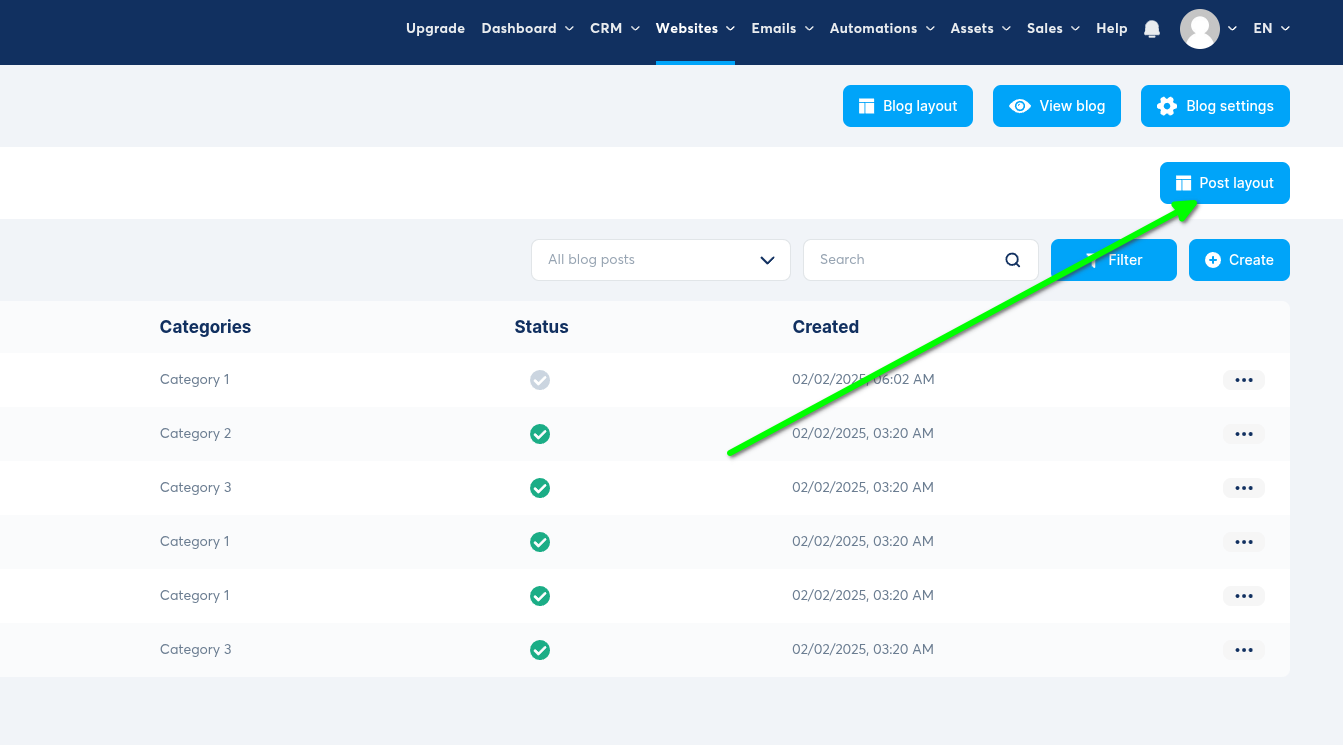 Upgrade Dashboard CRM Websites Emails Automations Assets Sales Help EN
Blog layout View blog Blog settings
Post layout
All blog posts Search Filter Create
Categories Status Created
Category 1 02/02/2025, 06:02 AM
Category 2 02/02/2025, 03:20 AM
Category 3 02/02/2025, 03:20 AM
Category 1 02/02/2025, 03:20 AM
Category 1 02/02/2025, 03:20 AM
Category 3 02/02/2025, 03:20 AM